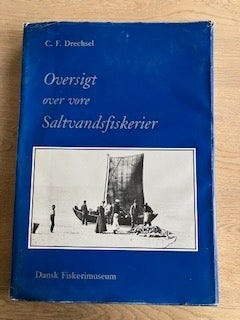 C. F. Drechsel
Oversigt
over vore
Saltvandsfiskerier
Dansk Fiskerimuseum